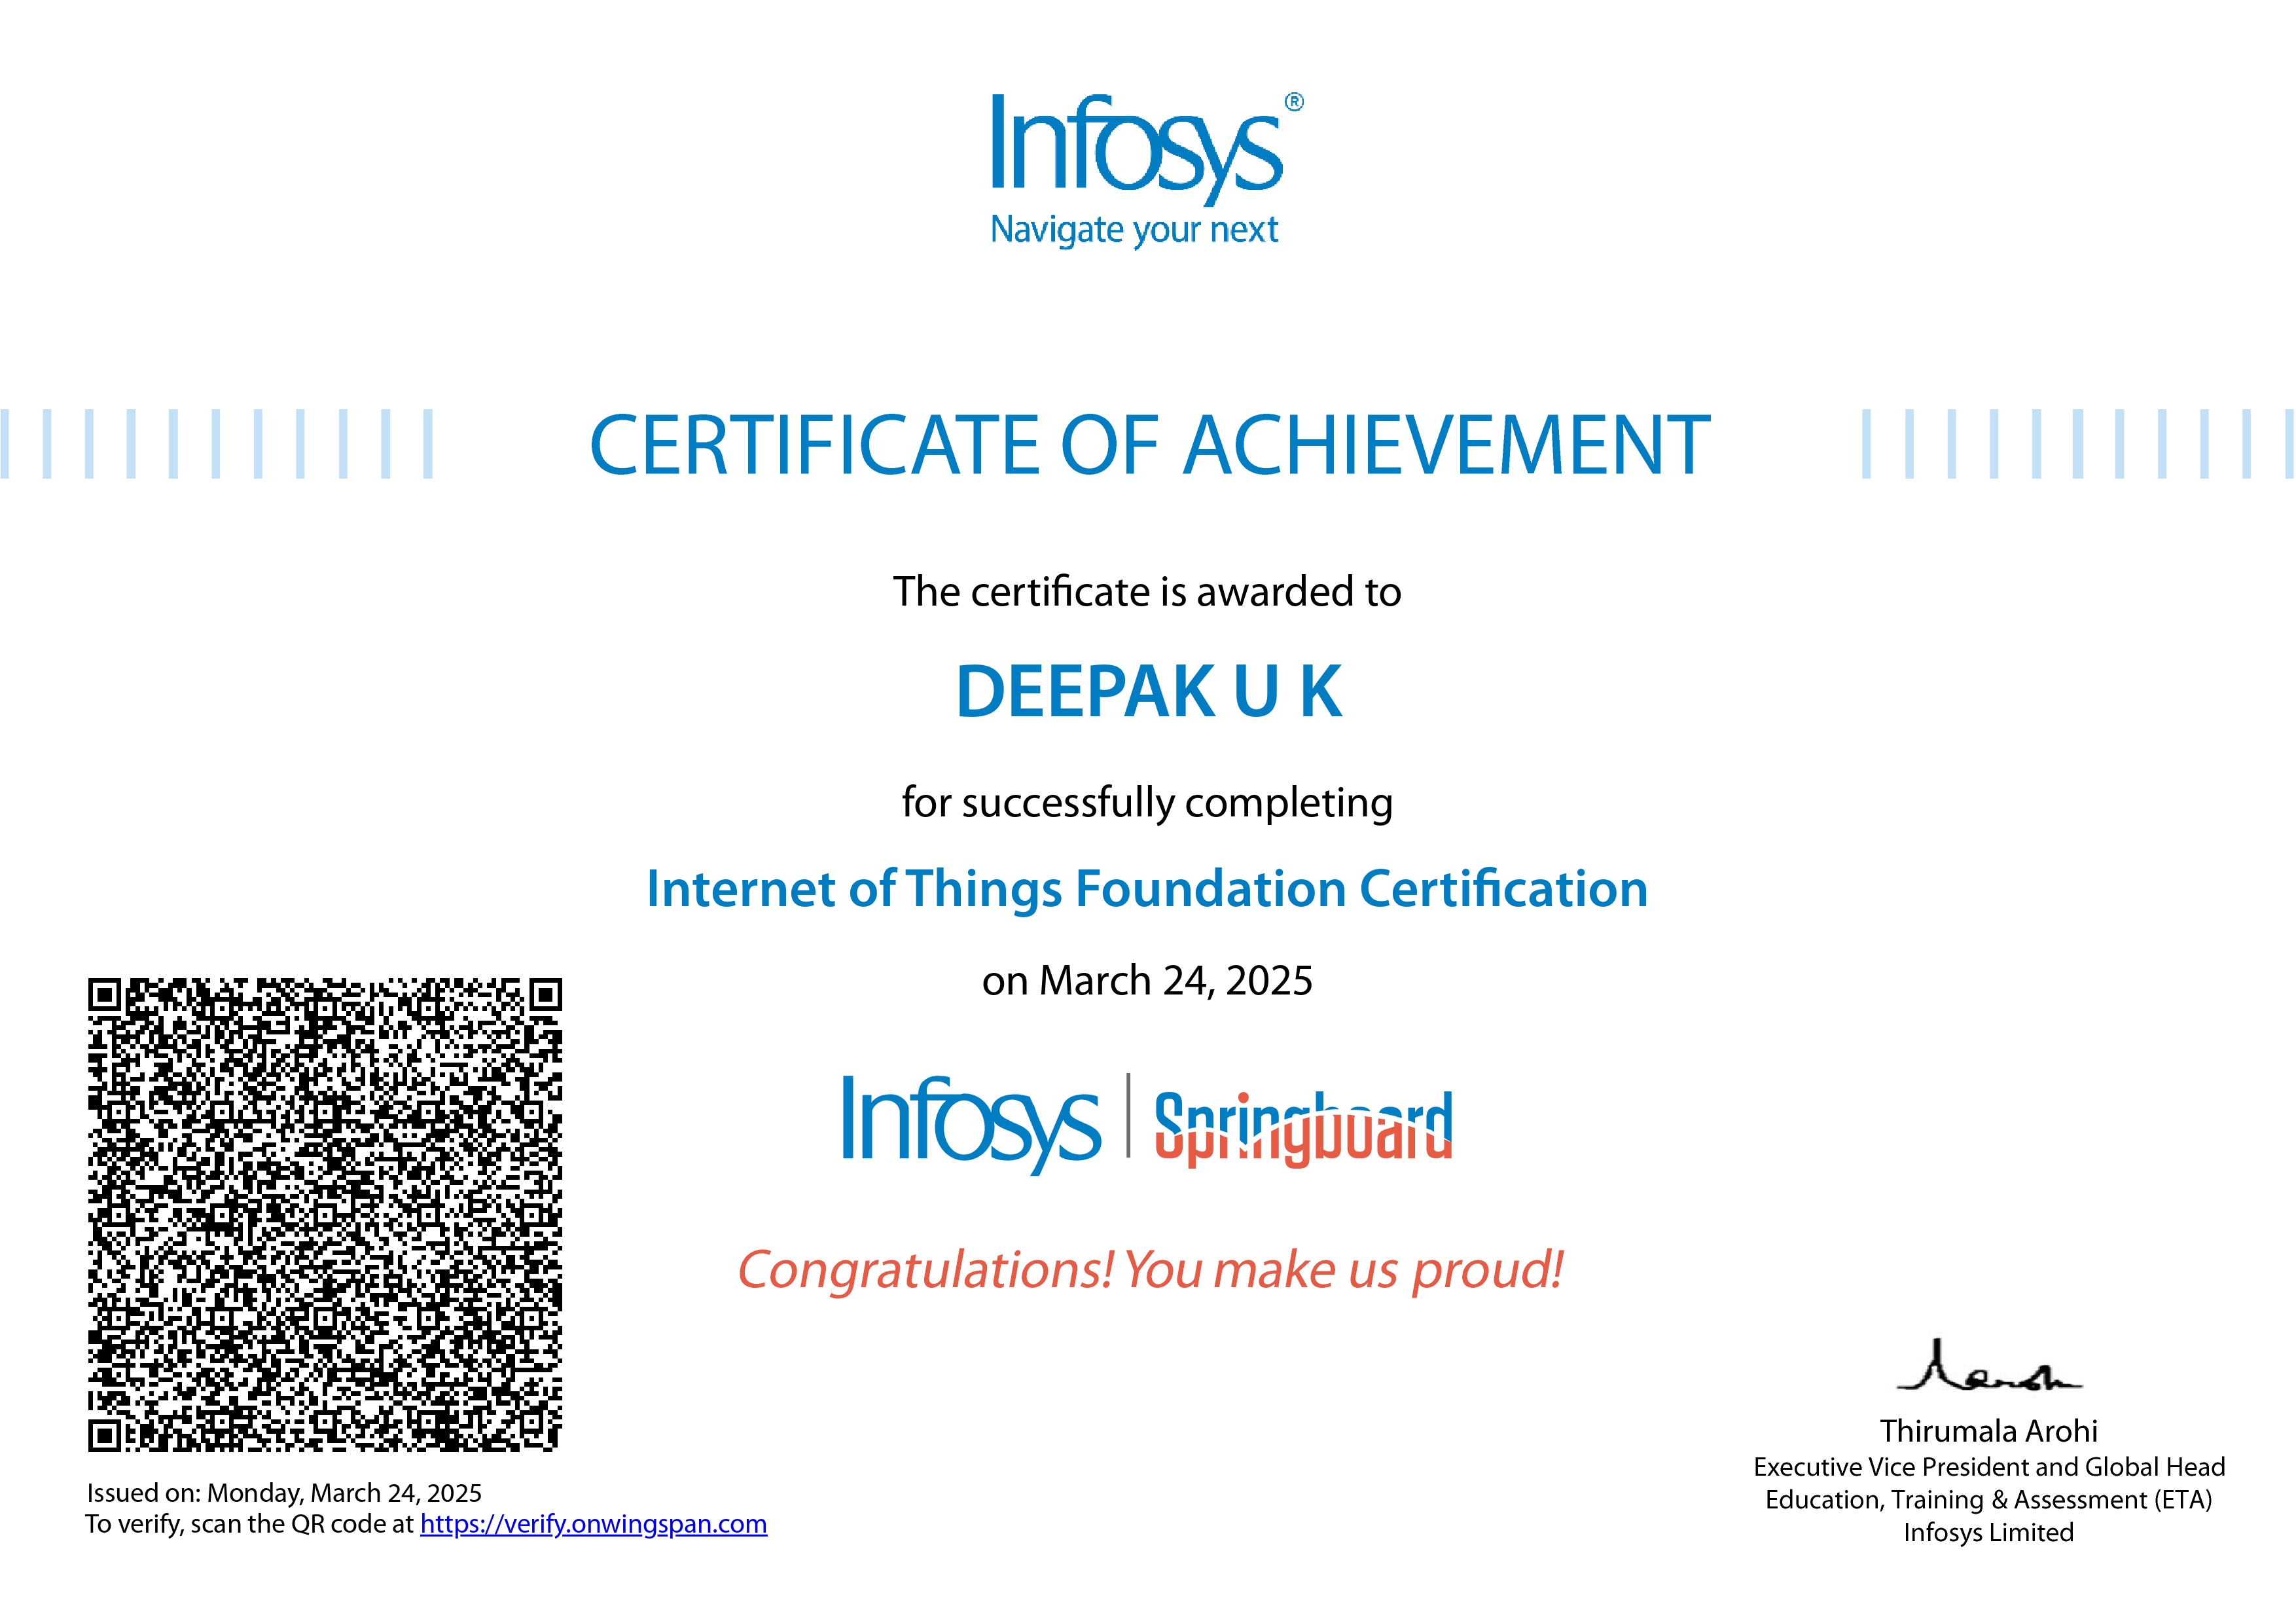 Infosys®
Navigate your next
CERTIFICATE OF ACHIEVEMENT
The certificate is awarded to
DEEPAK U K
for successfully completing
Internet of Things Foundation Certification
on March 24, 2025
Infosys | Springboard
Congratulations! You make us proud!
Issued on: Monday, March 24, 2025
To verify, scan the QR code at https://verify.onwingspan.com
Thirumala Arohi
Executive Vice President and Global Head
Education, Training & Assessment (ETA)
Infosys Limited